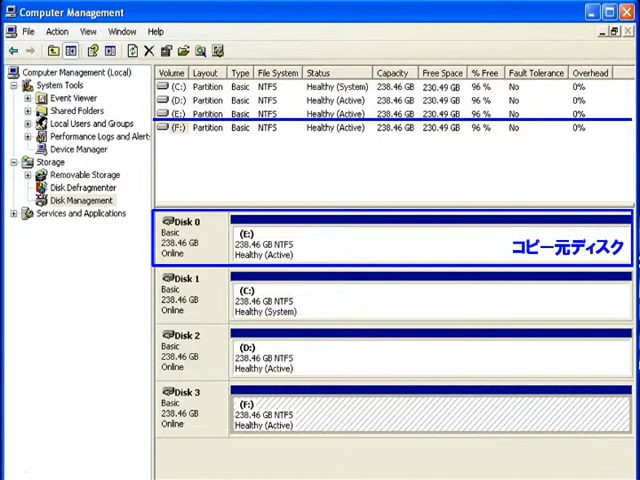 Computer Management
File Action View Window Help
Computer Management (Local)
System Tools
Event Viewer
Shared Folders
Local Users and Groups
Performance Logs and Alert:
Device Manager
Storage
Removable Storage
Disk Defragmenter
Disk Management
Services and Applications
Volume Layout Type File System Status Capacity Free Space % Free Fault Tolerance Overhead
(C:) Partition Basic NTFS Healthy (System) 238.46 GB 230.49 GB 96 % No 0%
(D:) Partition Basic NTFS Healthy (Active) 238.46 GB 230.49 GB 96 % No 0%
(E:) Partition Basic NTFS Healthy (Active) 238.46 GB 230.49 GB 96 % No 0%
(F:) Partition Basic NTFS Healthy (Active) 238.46 GB 230.49 GB 96 % No 0%
Disk 0
Basic
238.46 GB
Online
(E:)
238.46 GB NTFS
Healthy (Active)
コピー元ディスク
Disk 1
Basic
238.46 GB
Online
(C:)
238.46 GB NTFS
Healthy (System)
Disk 2
Basic
238.46 GB
Online
(D:)
238.46 GB NTFS
Healthy (Active)
Disk 3
Basic
238.46 GB
Online
(F:)
238.46 GB NTFS
Healthy (Active)